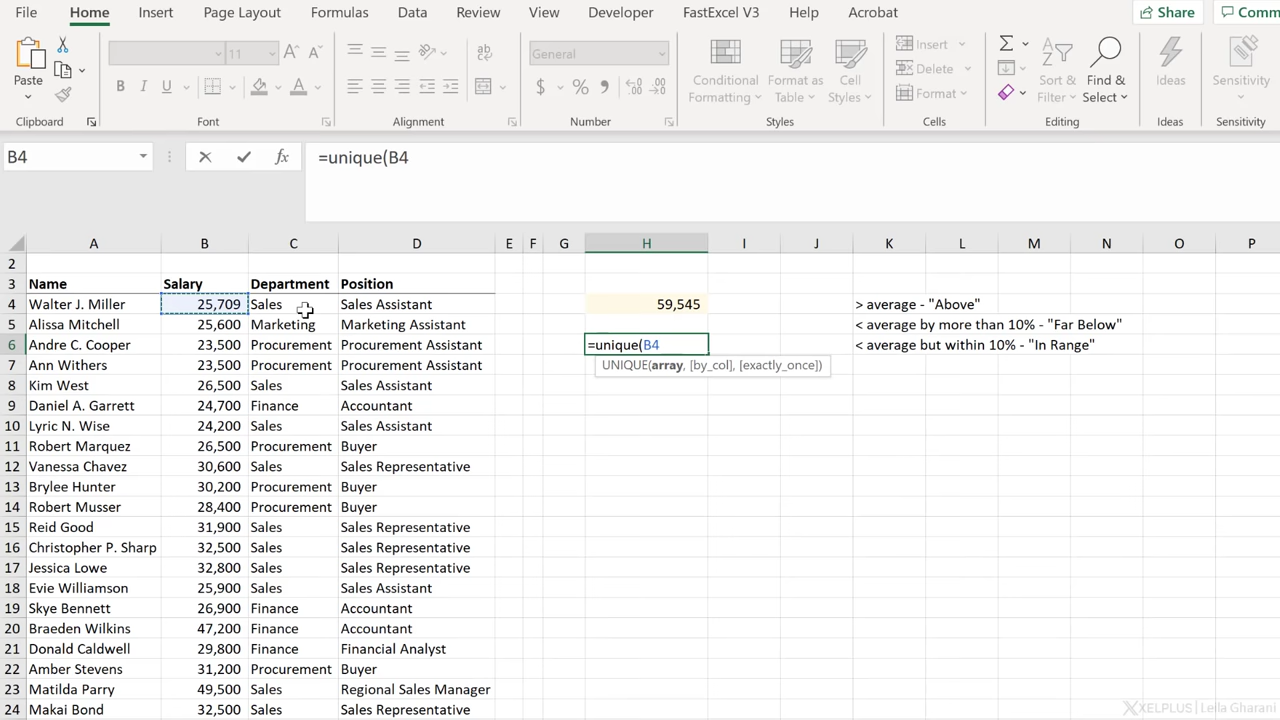 File Home Insert Page Layout Formulas Data Review View Developer FastExcel V3 Help Acrobat Share Comm
11 A A ab General Insert Sort & Find & Ideas Sensitivity
Paste Conditional Format as Cell Delete
B I U A $ % 9 Formatting Table Styles Format Filter Select
Clipboard Font Alignment Number Styles Cells Editing Ideas Sensitivity
B4 fx =unique(B4
A B C D E F G H I J K L M N O P
2
3 Name Salary Department Position
4 Walter J. Miller 25,709 Sales Sales Assistant 59,545 > average - "Above"
5 Alissa Mitchell 25,600 Marketing Marketing Assistant < average by more than 10% - "Far Below"
6 Andre C. Cooper 23,500 Procurement Procurement Assistant =unique(B4 < average but within 10% - "In Range"
7 Ann Withers 23,500 Procurement Procurement Assistant UNIQUE(array, [by_col], [exactly_once])
8 Kim West 26,500 Sales Sales Assistant
9 Daniel A. Garrett 24,700 Finance Accountant
10 Lyric N. Wise 24,200 Sales Sales Assistant
11 Robert Marquez 26,500 Procurement Buyer
12 Vanessa Chavez 30,600 Sales Sales Representative
13 Brylee Hunter 30,200 Procurement Buyer
14 Robert Musser 28,400 Procurement Buyer
15 Reid Good 31,900 Sales Sales Representative
16 Christopher P. Sharp 32,500 Sales Sales Representative
17 Jessica Lowe 32,800 Sales Sales Representative
18 Evie Williamson 25,900 Sales Sales Assistant
19 Skye Bennett 26,900 Finance Accountant
20 Braeden Wilkins 47,200 Finance Accountant
21 Donald Caldwell 29,800 Finance Financial Analyst
22 Amber Stevens 31,200 Procurement Buyer
23 Matilda Parry 49,500 Sales Regional Sales Manager
24 Makai Bond 32,500 Sales Sales Representative
XELPLUS | Leila Gharani